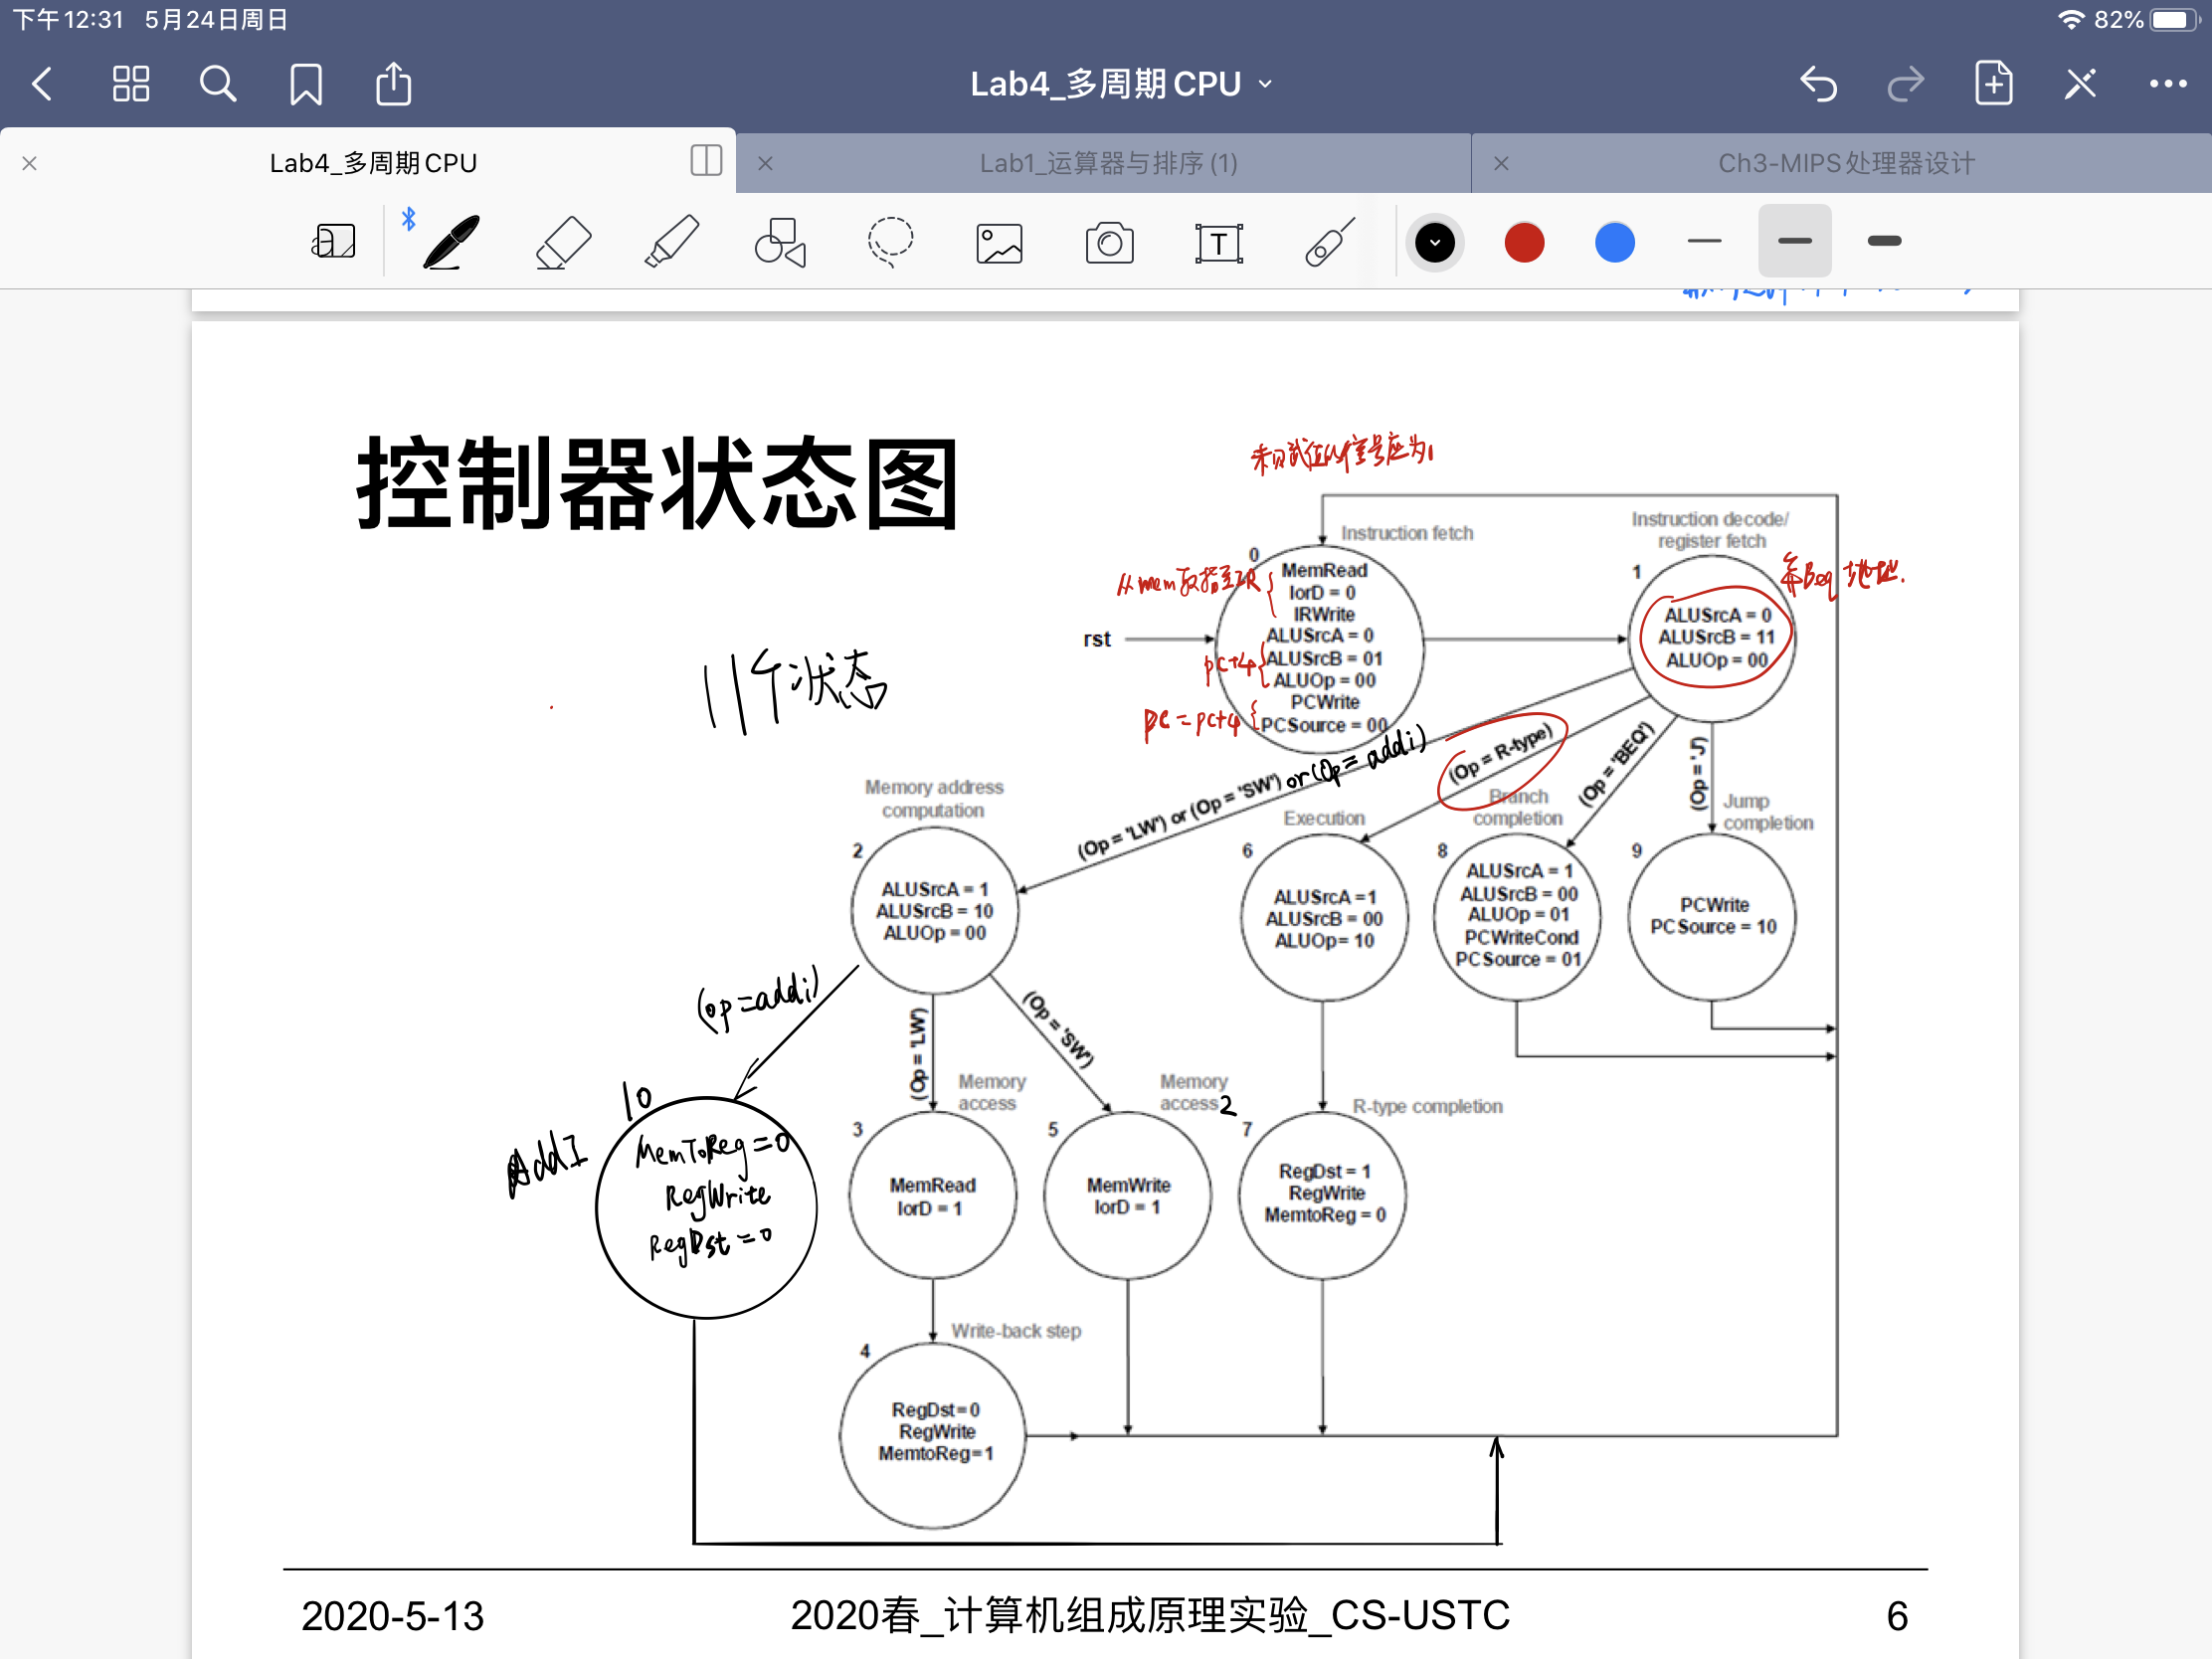 下午12:31 5月24日周日
82%
Lab4_多周期CPU
Lab4_多周期CPU
Lab1_运算器与排序(1)
Ch3-MIPS处理器设计
T
控制器状态图
信号应为1
11个状态
Instruction fetch
0
MemRead
IorD = 0
IRWrite
ALUSrcA = 0
ALUSrcB = 01
ALUOp = 00
PCWrite
PCSource = 00
从mem取指至IR
pc+4
pc = pc+4
rst
Instruction decode/
register fetch
1
ALUSrcA = 0
ALUSrcB = 11
ALUOp = 00
Beq地址.
(Op = 'LW') or (Op = 'SW') or (Op = addi)
(Op = R-type)
(Op = 'BEQ')
(Op = 'J')
Memory address
computation
2
ALUSrcA = 1
ALUSrcB = 10
ALUOp = 00
Execution
6
ALUSrcA =1
ALUSrcB = 00
ALUOp= 10
Branch
completion
8
ALUSrcA = 1
ALUSrcB = 00
ALUOp = 01
PCWriteCond
PCSource = 01
Jump
completion
9
PCWrite
PCSource = 10
(op=addi)
(Op = 'LW')
(Op = 'SW')
10
AddI
MemToReg=0
RegWrite
RegDst=0
Memory
access
3
MemRead
IorD = 1
Memory
access2
5
MemWrite
IorD = 1
R-type completion
7
RegDst = 1
RegWrite
MemtoReg = 0
Write-back step
4
RegDst=0
RegWrite
MemtoReg=1
2020-5-13
2020春_计算机组成原理实验_CS-USTC
6